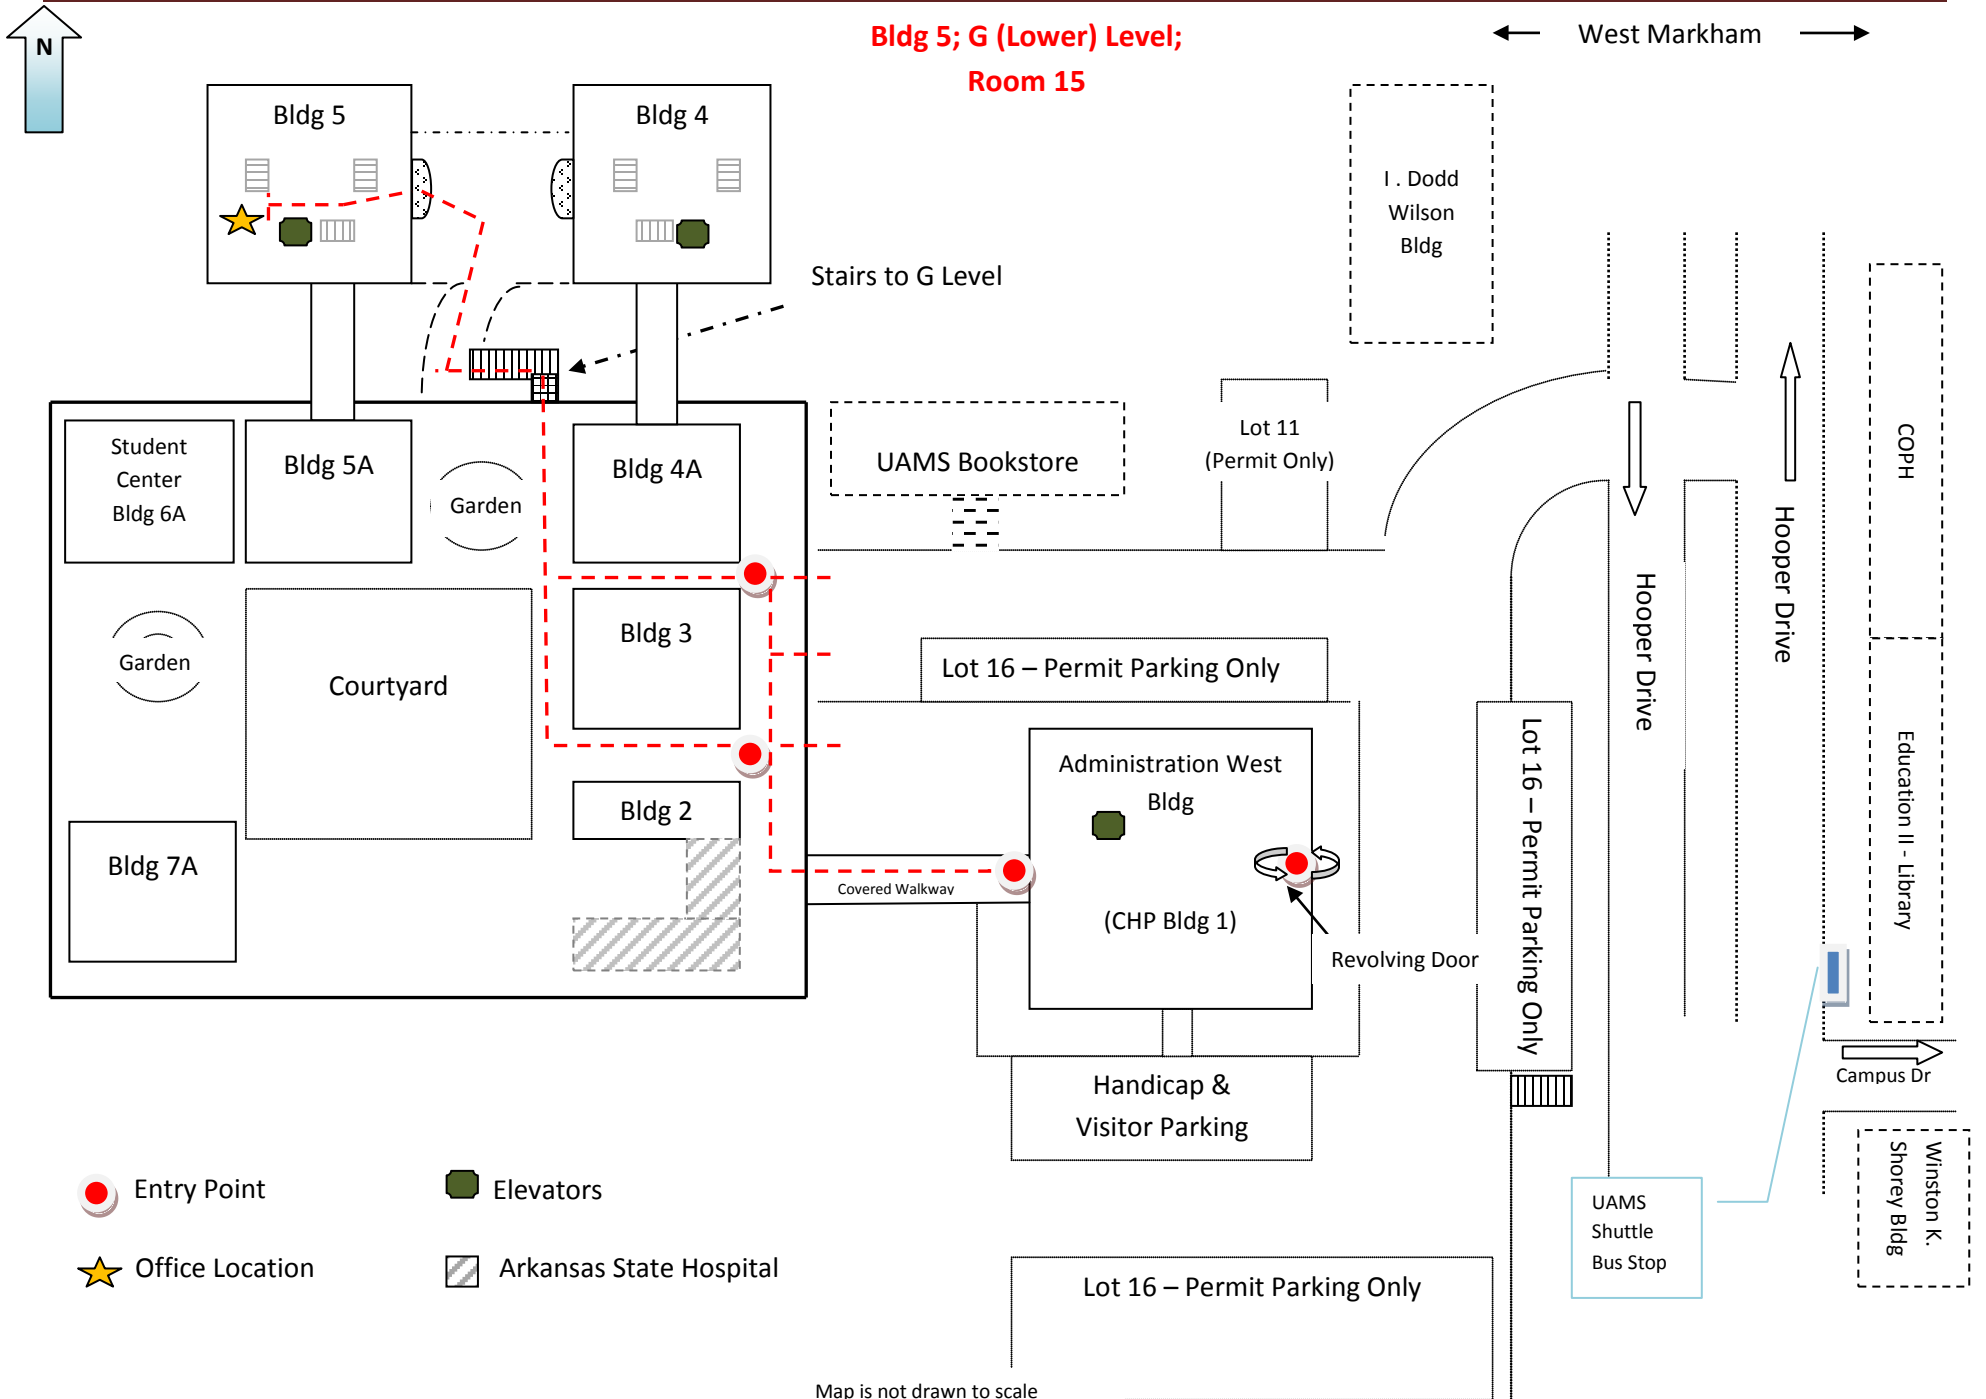 N
Bldg 5; G (Lower) Level;
Room 15
West Markham
Bldg 5
Bldg 4
I . Dodd
Wilson
Bldg
Stairs to G Level
Student
Center
Bldg 6A
Bldg 5A
Garden
Bldg 4A
UAMS Bookstore
Lot 11
(Permit Only)
COPH
Hooper Drive
Hooper Drive
Garden
Courtyard
Bldg 3
Lot 16 – Permit Parking Only
Lot 16 – Permit Parking Only
Education II - Library
Administration West
Bldg
Bldg 2
Bldg 7A
Covered Walkway
(CHP Bldg 1)
Revolving Door
Campus Dr
Handicap &
Visitor Parking
Winston K.
Shorey Bldg
Entry Point
Elevators
UAMS
Shuttle
Bus Stop
Office Location
Arkansas State Hospital
Lot 16 – Permit Parking Only
Map is not drawn to scale